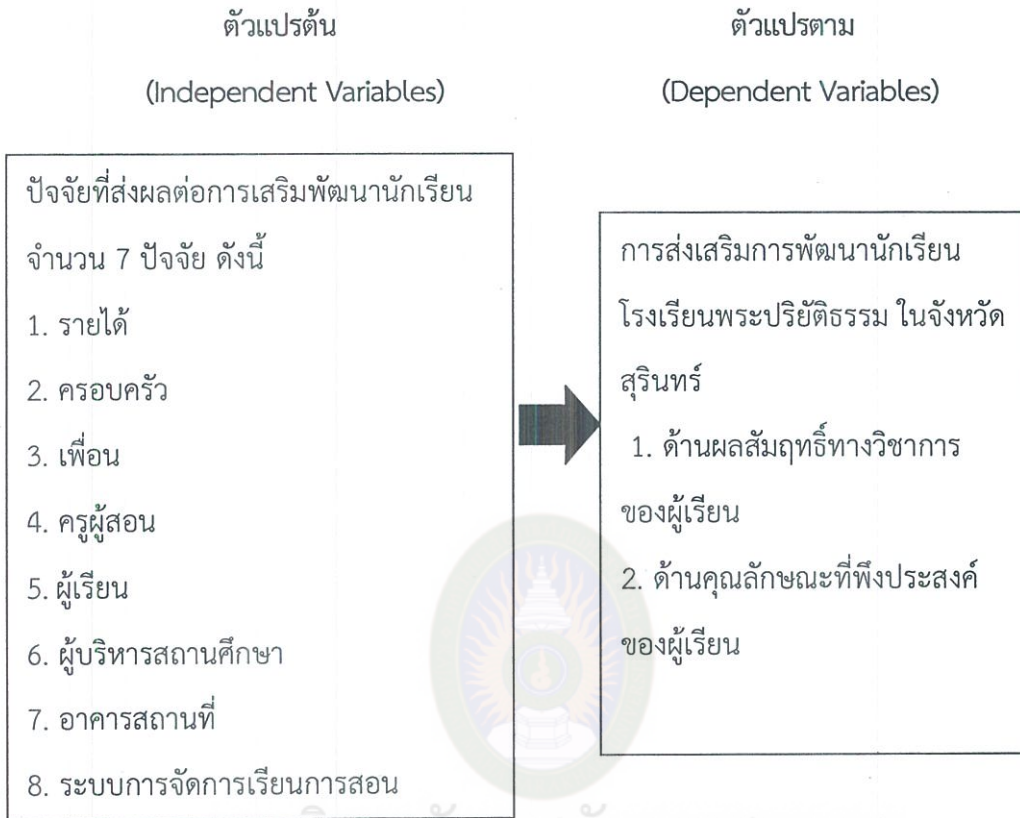 ตัวแปรต้น
(Independent Variables)
ปัจจัยที่ส่งผลต่อการเสริมพัฒนานักเรียน
จำนวน 7 ปัจจัย ดังนี้
1. รายได้
2. ครอบครัว
3. เพื่อน
4. ครูผู้สอน
5. ผู้เรียน
6. ผู้บริหารสถานศึกษา
7. อาคารสถานที่
8. ระบบการจัดการเรียนการสอน
ตัวแปรตาม
(Dependent Variables)
การส่งเสริมการพัฒนานักเรียน
โรงเรียนพระปริยัติธรรม ในจังหวัด
สุรินทร์
1. ด้านผลสัมฤทธิ์ทางวิชาการ
ของผู้เรียน
2. ด้านคุณลักษณะที่พึงประสงค์
ของผู้เรียน